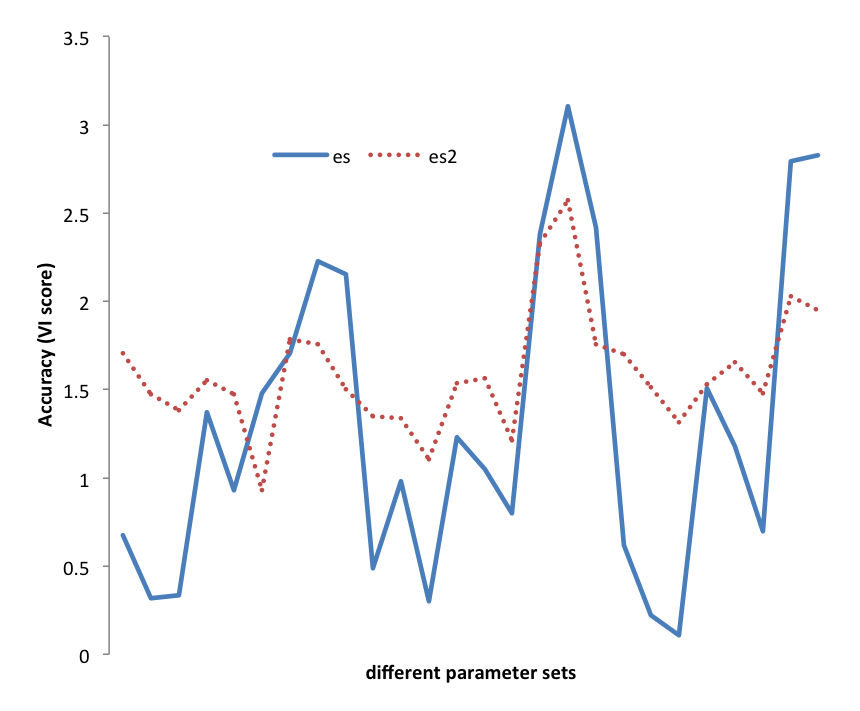 3.5
3
es es2
2.5
2
Accuracy (VI score)
1.5
1
0.5
0
different parameter sets